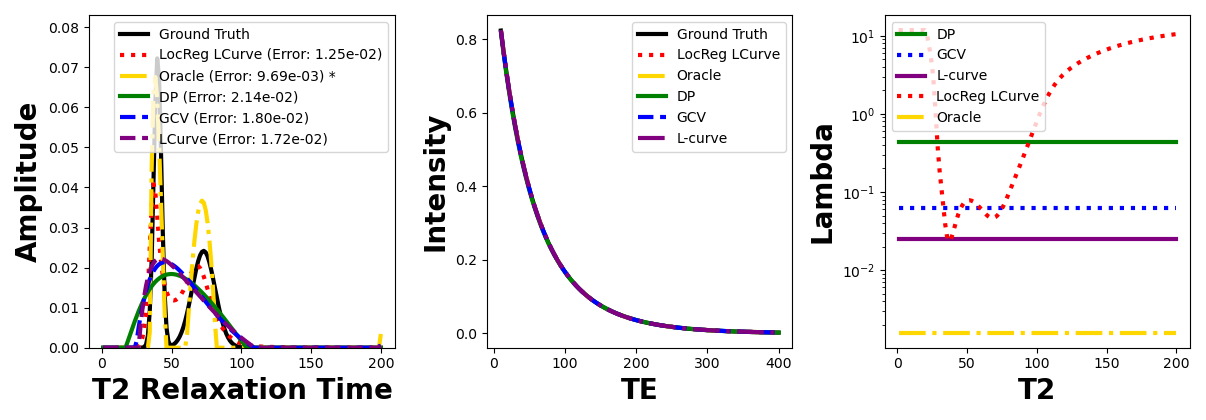 0.08
0.07
0.06
0.05
0.04
0.03
0.02
0.01
0.00
Amplitude
Ground Truth
LocReg LCurve (Error: 1.25e-02)
Oracle (Error: 9.69e-03) *
DP (Error: 2.14e-02)
GCV (Error: 1.80e-02)
LCurve (Error: 1.72e-02)
0 50 100 150 200
T2 Relaxation Time
0.8
0.6
0.4
0.2
0.0
Intensity
Ground Truth
LocReg LCurve
Oracle
DP
GCV
L-curve
0 100 200 300 400
TE
10¹
10⁰
10⁻¹
10⁻²
Lambda
DP
GCV
L-curve
LocReg LCurve
Oracle
0 50 100 150 200
T2